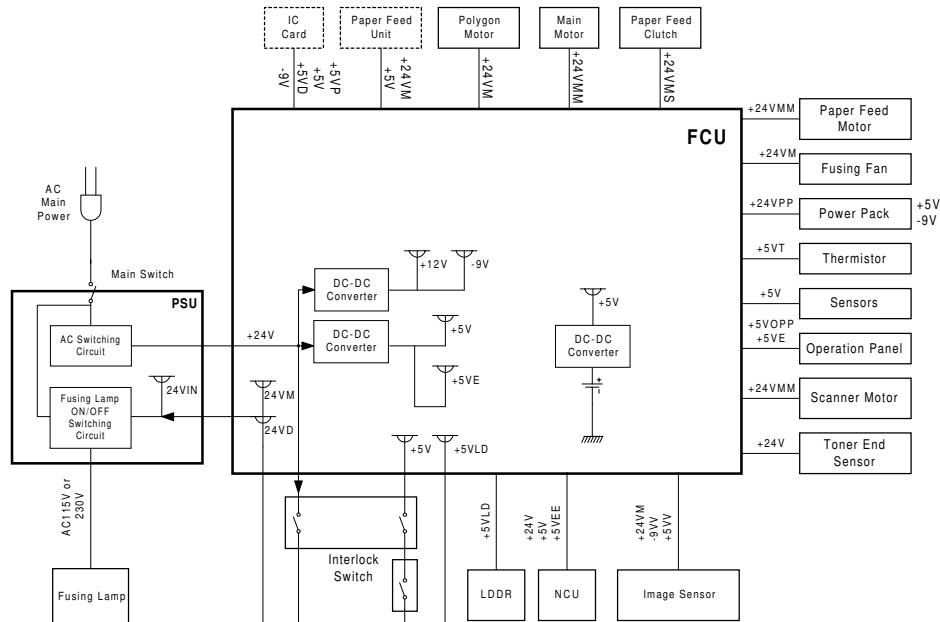 IC
Card
Paper Feed
Unit
Polygon
Motor
Main
Motor
Paper Feed
Clutch
+5VP
+5V
+5VD
-9V
+24VM
+5V
+24VM
+24VMM
+24VMS
FCU
+24VMM
Paper Feed
Motor
+24VM
Fusing Fan
+24VPP
Power Pack
+5V
-9V
+5VT
Thermistor
+5V
Sensors
+5VOPP
+5VE
Operation Panel
+24VMM
Scanner Motor
+24V
Toner End
Sensor
AC
Main
Power
Main Switch
PSU
AC Switching
Circuit
Fusing Lamp
ON/OFF
Switching
Circuit
24VIN
AC115V or
230V
Fusing Lamp
+24V
24VM
24VD
DC-DC
Converter
+12V
-9V
DC-DC
Converter
+5V
+5VE
DC-DC
Converter
+5V
+
-
+5V
+5VLD
Interlock
Switch
+5VLD
LDDR
+24V
+5V
+5VEE
NCU
+24VM
-9VV
+5VV
Image Sensor